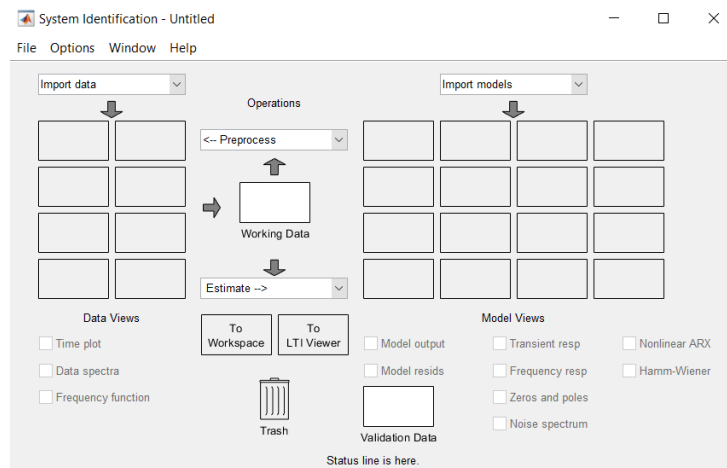 System Identification - Untitled
File Options Window Help
Import data
Operations
Import models
<-- Preprocess
Working Data
Estimate -->
Data Views
To Workspace
To LTI Viewer
Model Views
Time plot
Data spectra
Frequency function
Model output
Transient resp
Nonlinear ARX
Model resids
Frequency resp
Hamm-Wiener
Zeros and poles
Noise spectrum
Trash
Validation Data
Status line is here.